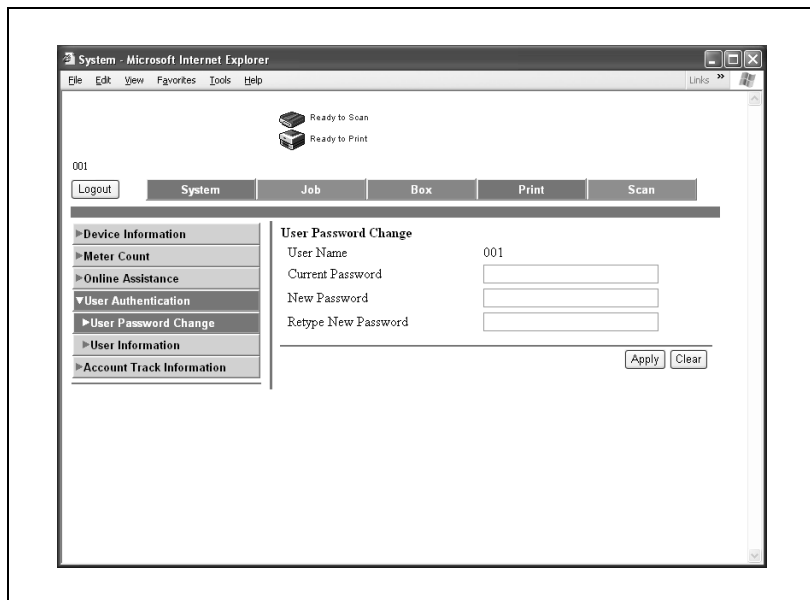 System - Microsoft Internet Explorer
File Edit View Favorites Tools Help
Links »
Ready to Scan
Ready to Print
001
Logout System Job Box Print Scan
Device Information
Meter Count
Online Assistance
User Authentication
User Password Change
User Information
Account Track Information
User Password Change
User Name 001
Current Password
New Password
Retype New Password
Apply Clear